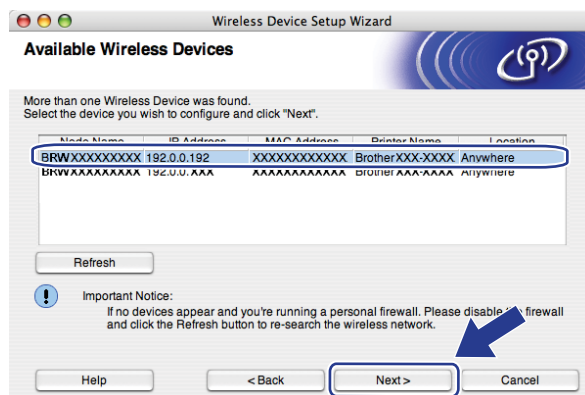 Wireless Device Setup Wizard
Available Wireless Devices
More than one Wireless Device was found.
Select the device you wish to configure and click "Next".
Node Name IP Address MAC Address Printer Name Location
BRWXXXXXXXXX 192.0.0.192 XXXXXXXXXXXX BrotherXXX-XXXX Anywhere
BRWXXXXXXXXX 192.0.0.XXX XXXXXXXXXXXX BrotherXXX-XXXX Anywhere
Refresh
Important Notice:
If no devices appear and you're running a personal firewall. Please disable the firewall
and click the Refresh button to re-search the wireless network.
Help < Back Next > Cancel